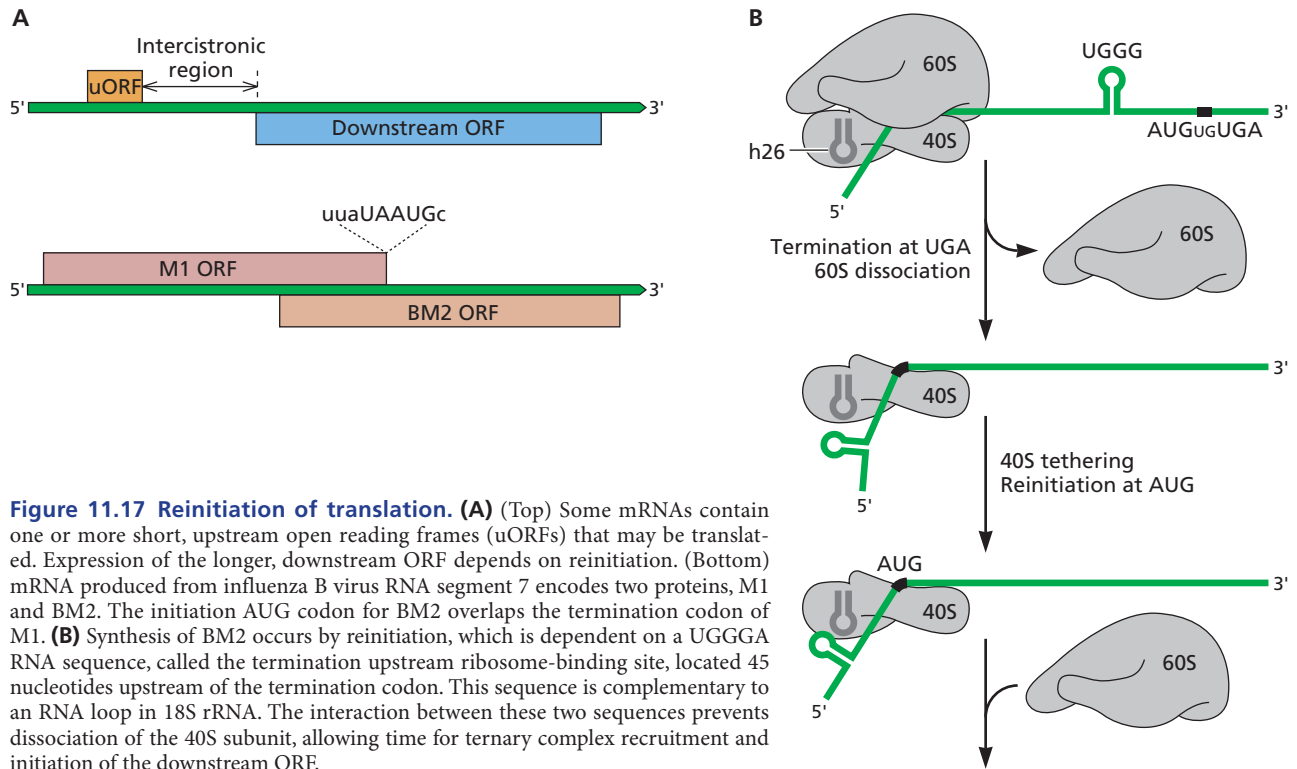 A
Intercistronic
region
uORF
5'
3'
Downstream ORF
uuaUAAUGc
M1 ORF
5'
3'
BM2 ORF
Figure 11.17 Reinitiation of translation. (A) (Top) Some mRNAs contain
one or more short, upstream open reading frames (uORFs) that may be translat-
ed. Expression of the longer, downstream ORF depends on reinitiation. (Bottom)
mRNA produced from influenza B virus RNA segment 7 encodes two proteins, M1
and BM2. The initiation AUG codon for BM2 overlaps the termination codon of
M1. (B) Synthesis of BM2 occurs by reinitiation, which is dependent on a UGGGA
RNA sequence, called the termination upstream ribosome-binding site, located 45
nucleotides upstream of the termination codon. This sequence is complementary to
an RNA loop in 18S rRNA. The interaction between these two sequences prevents
dissociation of the 40S subunit, allowing time for ternary complex recruitment and
initiation of the downstream ORF.
B
60S
UGGG
3'
AUGUGUGA
40S
h26
5'
Termination at UGA
60S dissociation
60S
3'
40S
5'
40S tethering
Reinitiation at AUG
AUG
3'
40S
60S
5'